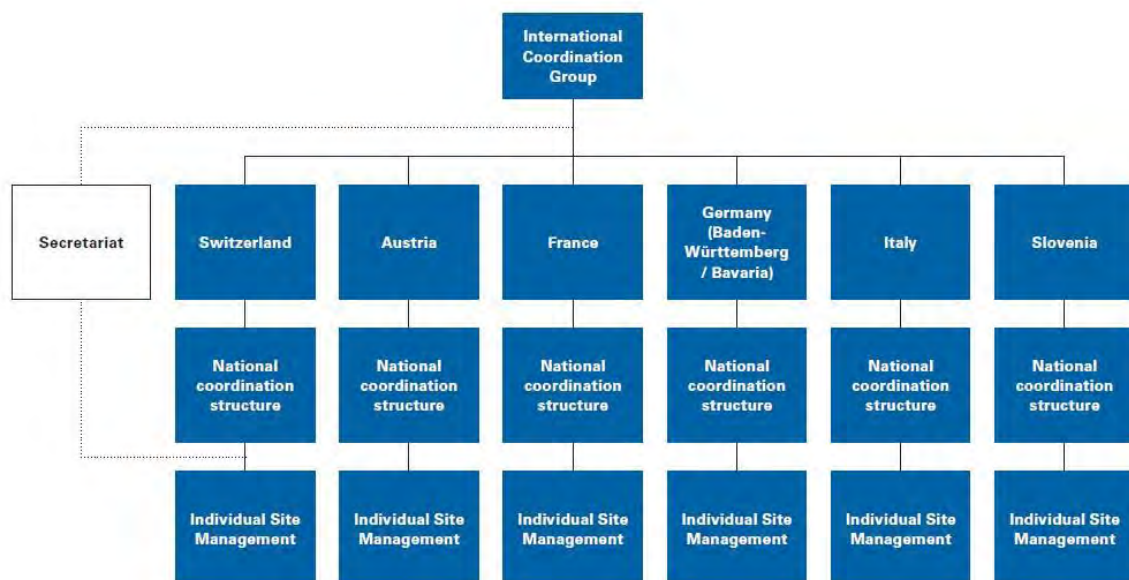 International
Coordination
Group
Secretariat
Switzerland
Austria
France
Germany
(Baden-
Württemberg
/ Bavaria)
Italy
Slovenia
National
coordination
structure
National
coordination
structure
National
coordination
structure
National
coordination
structure
National
coordination
structure
National
coordination
structure
Individual Site
Management
Individual Site
Management
Individual Site
Management
Individual Site
Management
Individual Site
Management
Individual Site
Management